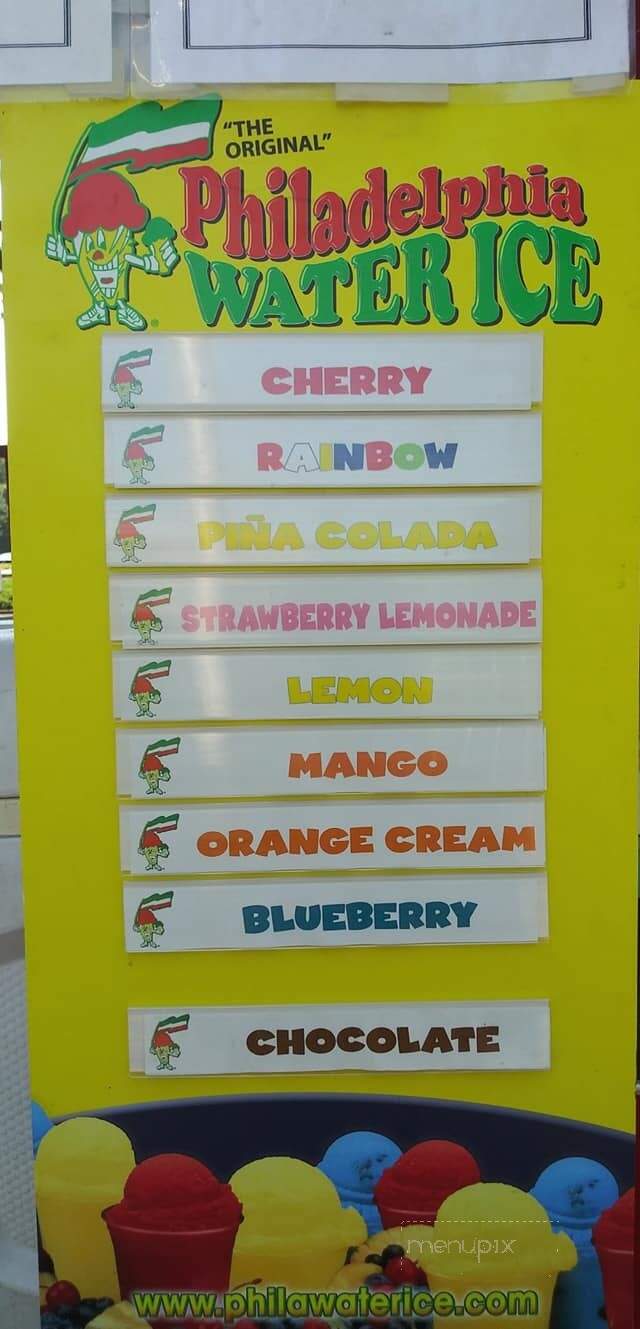 "THE
ORIGINAL"
Philadelphia
WATER ICE
CHERRY
RAINBOW
PIÑA COLADA
STRAWBERRY LEMONADE
LEMON
MANGO
ORANGE CREAM
BLUEBERRY
CHOCOLATE
menupix
www.philawaterice.com